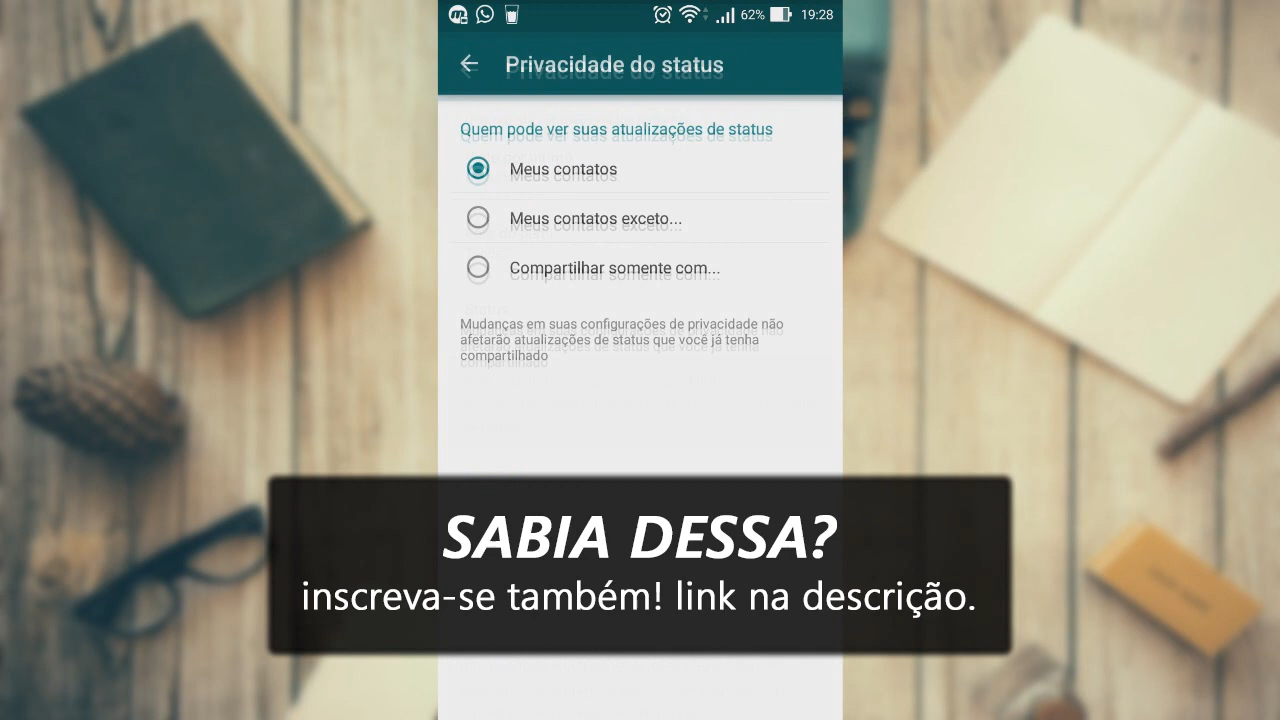 62% 19:28
Privacidade do status
Quem pode ver suas atualizações de status
Meus contatos
Meus contatos exceto...
Compartilhar somente com...
Mudanças em suas configurações de privacidade não
afetarão atualizações de status que você já tenha
compartilhado
SABIA DESSA?
inscreva-se também! link na descrição.